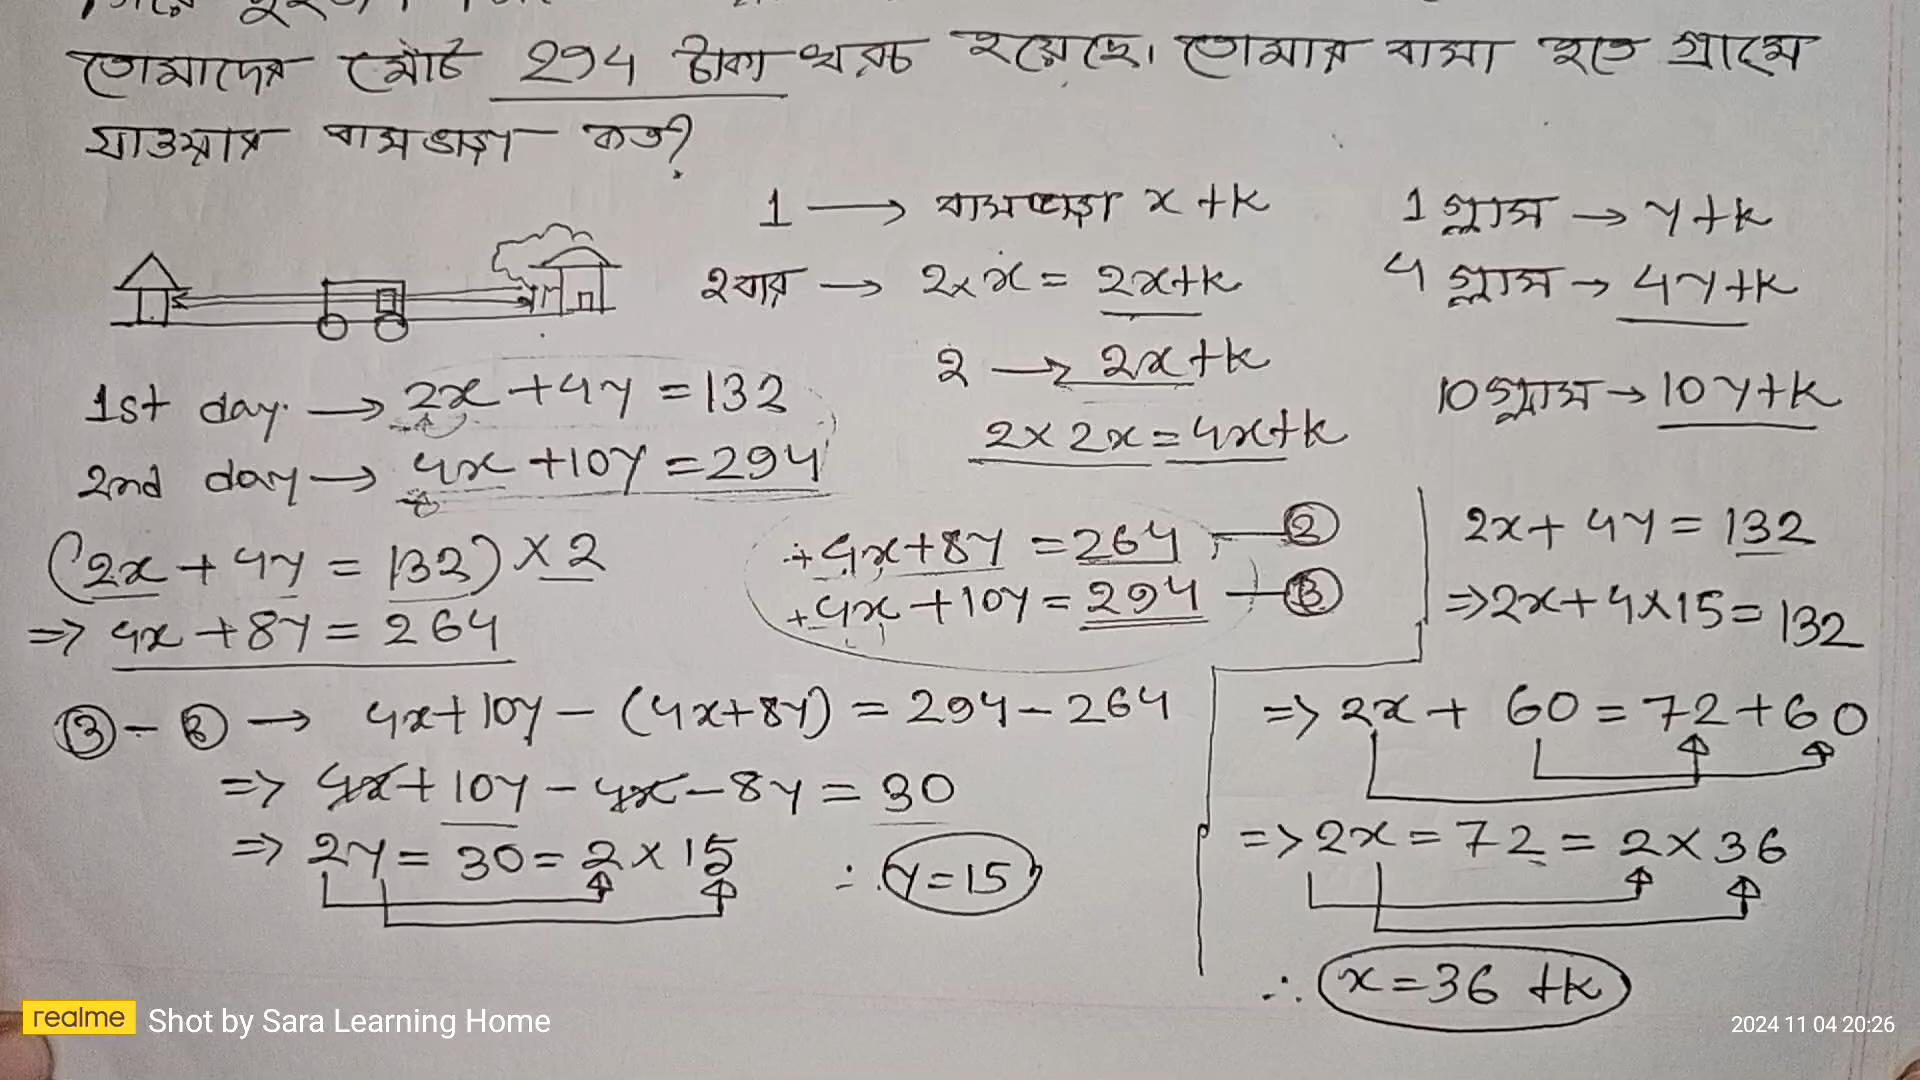 তোমাদের মোট 294 টাকা খরচ হয়েছে। তোমার বাসা হতে গ্রামে
যাওয়ার বাসভাড়া কত?
1 → বাসভাড়া x tk
2বার → 2 x x = 2x tk
2 → 2x tk
2 x 2x = 4x tk
1 গ্লাস → y tk
4 গ্লাস → 4y tk
10 গ্লাস → 10y tk
1st day → 2x + 4y = 132
2nd day → 4x + 10y = 294
(2x + 4y = 132) x 2
=> 4x + 8y = 264
+4x + 8y = 264 — ②
+4x + 10y = 294 — ③
③ - ② → 4x + 10y - (4x + 8y) = 294 - 264
=> 4x + 10y - 4x - 8y = 30
=> 2y = 30 = 2 x 15
∴ y = 15
2x + 4y = 132
=> 2x + 4 x 15 = 132
=> 2x + 60 = 72 + 60
=> 2x = 72 = 2 x 36
∴ x = 36 tk
realme Shot by Sara Learning Home
2024 11 04 20:26